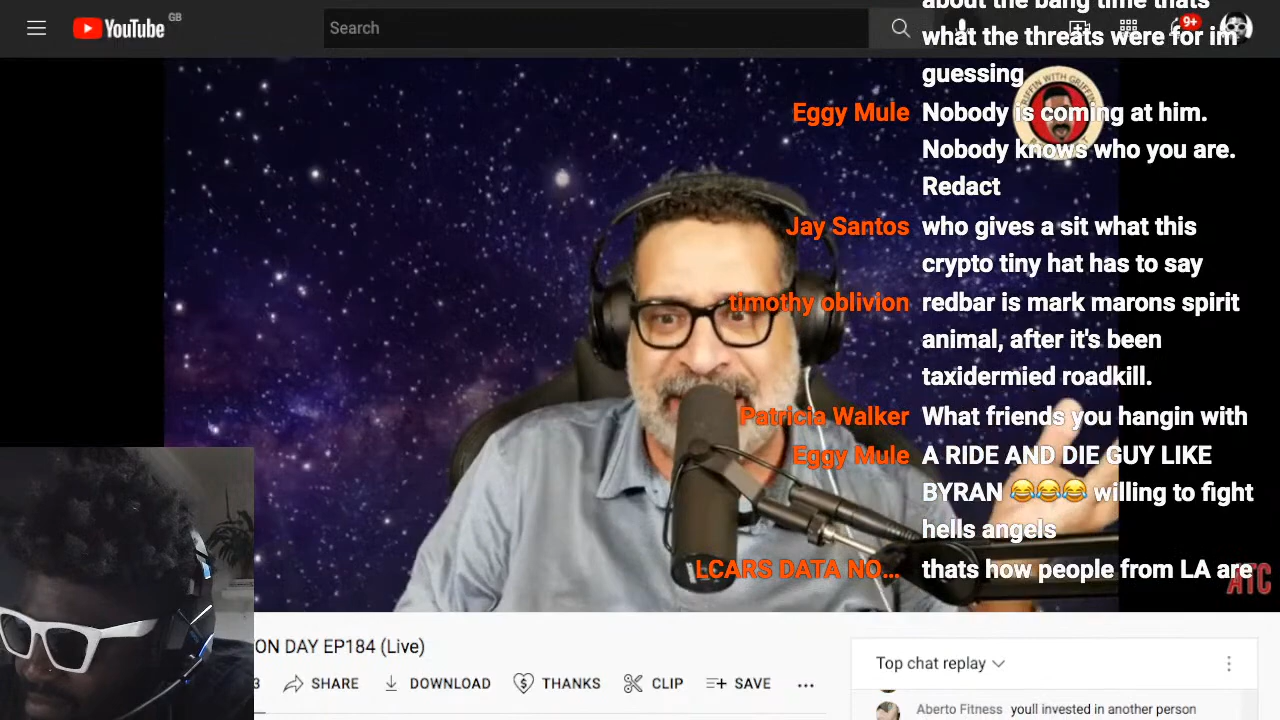 about the bang time thats
YouTube GB
Search
9+
what the threats were for im
guessing
GRIFFIN WITH GRIFFIN
Eggy Mule Nobody is coming at him.
Nobody knows who you are.
Redact
Jay Santos who gives a sit what this
crypto tiny hat has to say
timothy oblivion redbar is mark marons spirit
animal, after it's been
taxidermied roadkill.
Patricia Walker What friends you hangin with
Eggy Mule A RIDE AND DIE GUY LIKE
BYRAN 😂😂😂 willing to fight
hells angels
LCARS DATA NO... thats how people from LA are
ATC
ON DAY EP184 (Live)
3 SHARE DOWNLOAD THANKS CLIP SAVE ...
Top chat replay
Aberto Fitness youll invested in another person